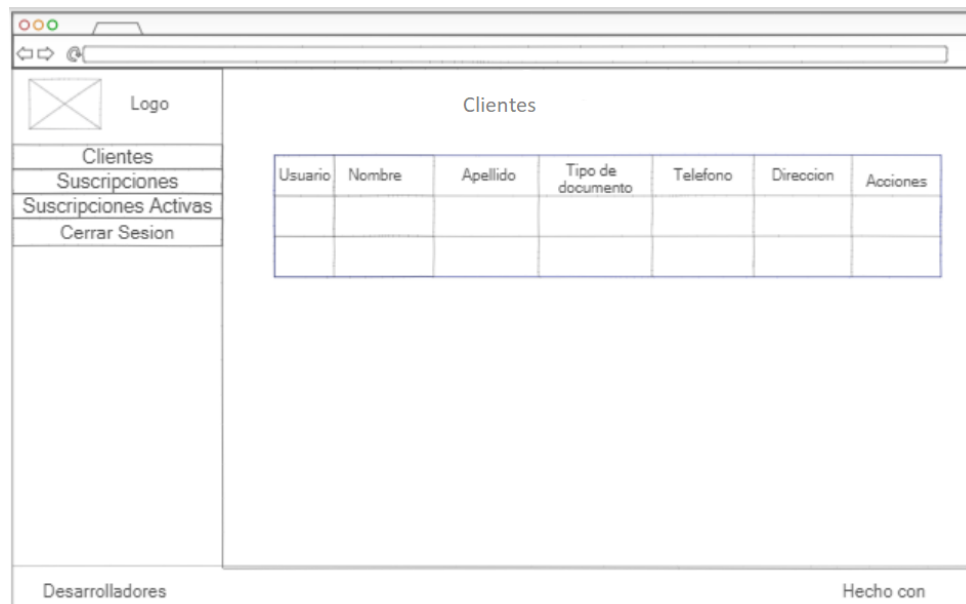 Logo
Clientes
Suscripciones
Suscripciones Activas
Cerrar Sesion
Clientes
Usuario Nombre Apellido Tipo de documento Telefono Direccion Acciones
Desarrolladores Hecho con